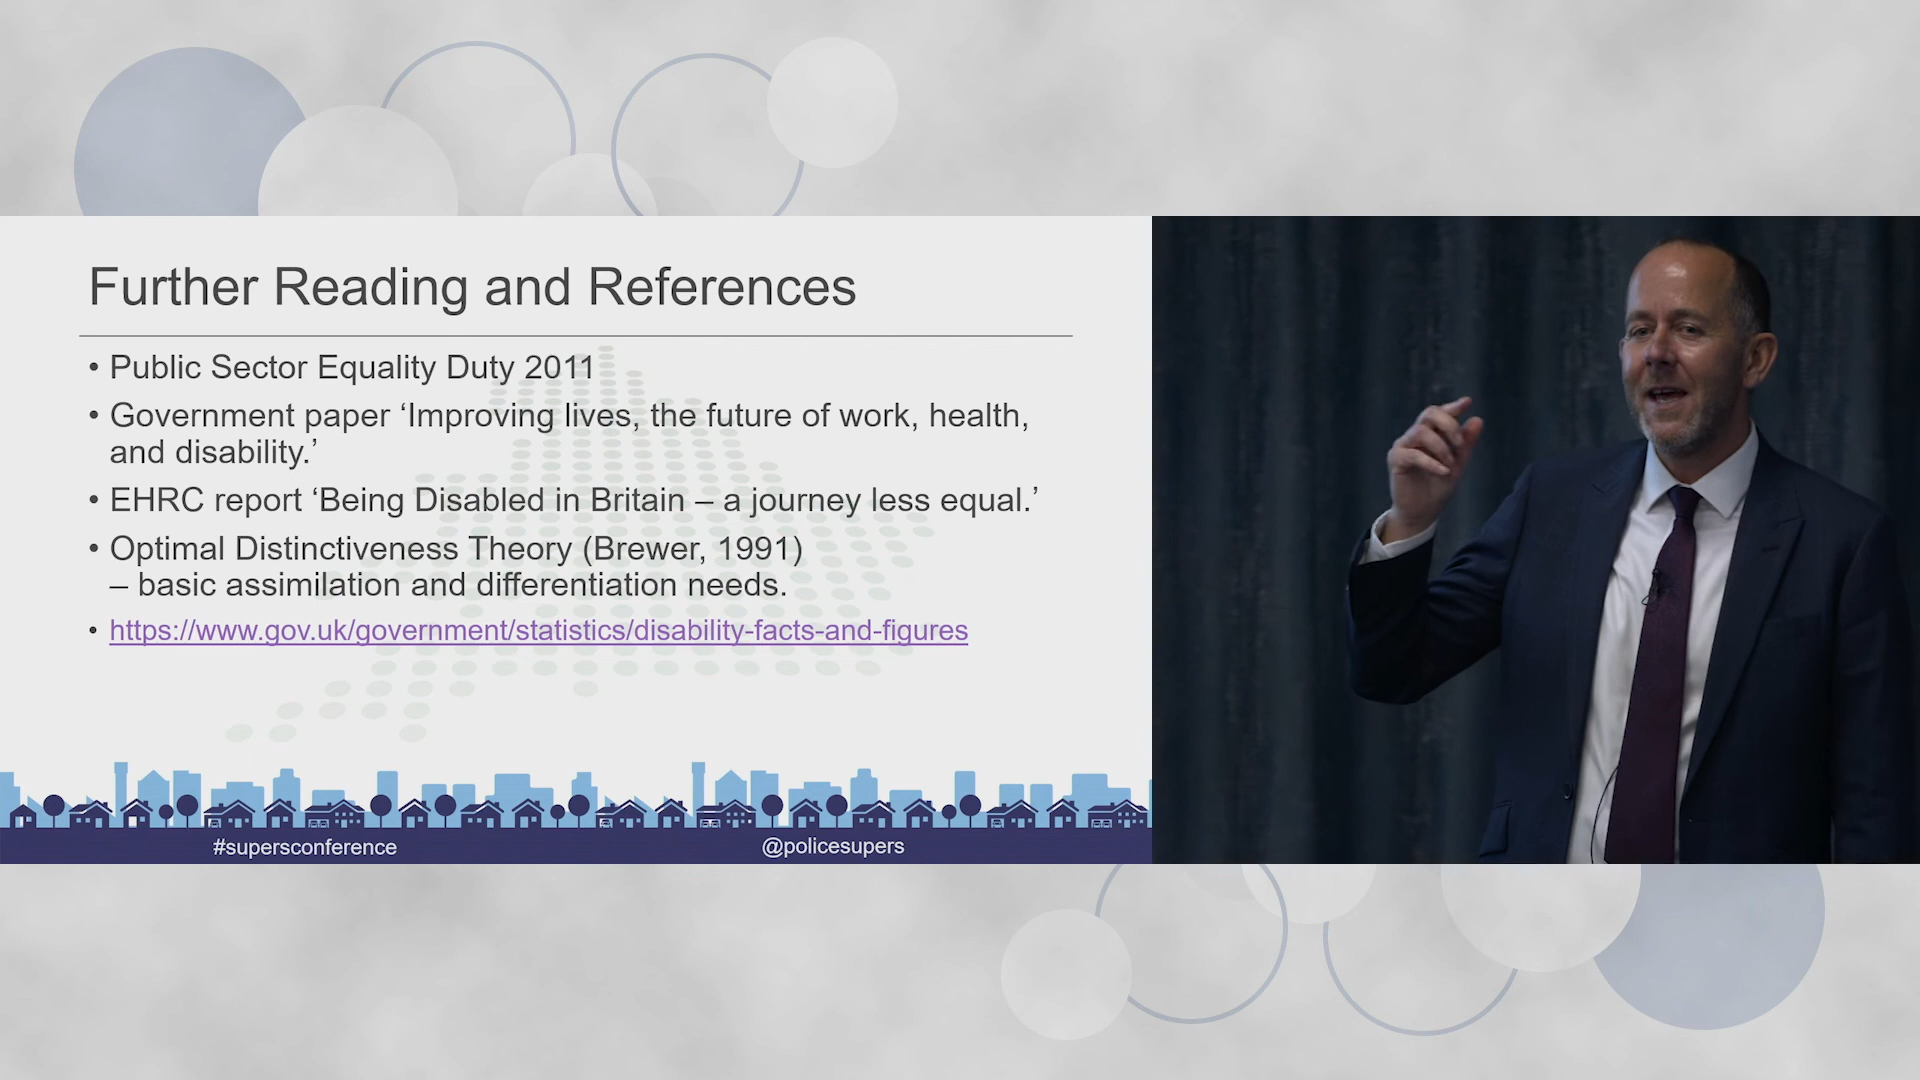 Further Reading and References
• Public Sector Equality Duty 2011
• Government paper ‘Improving lives, the future of work, health,
and disability.’
• EHRC report ‘Being Disabled in Britain – a journey less equal.’
• Optimal Distinctiveness Theory (Brewer, 1991)
– basic assimilation and differentiation needs.
• https://www.gov.uk/government/statistics/disability-facts-and-figures
#supersconference
@policesupers